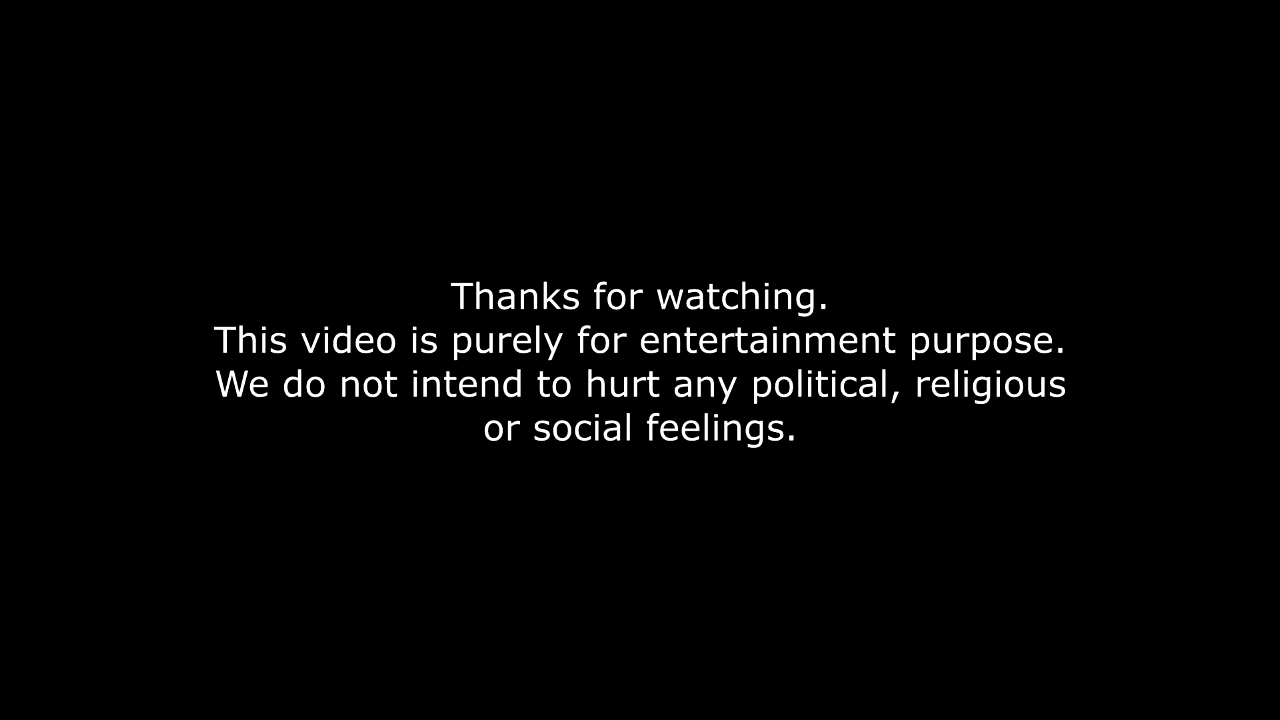 Thanks for watching.
This video is purely for entertainment purpose.
We do not intend to hurt any political, religious
or social feelings.